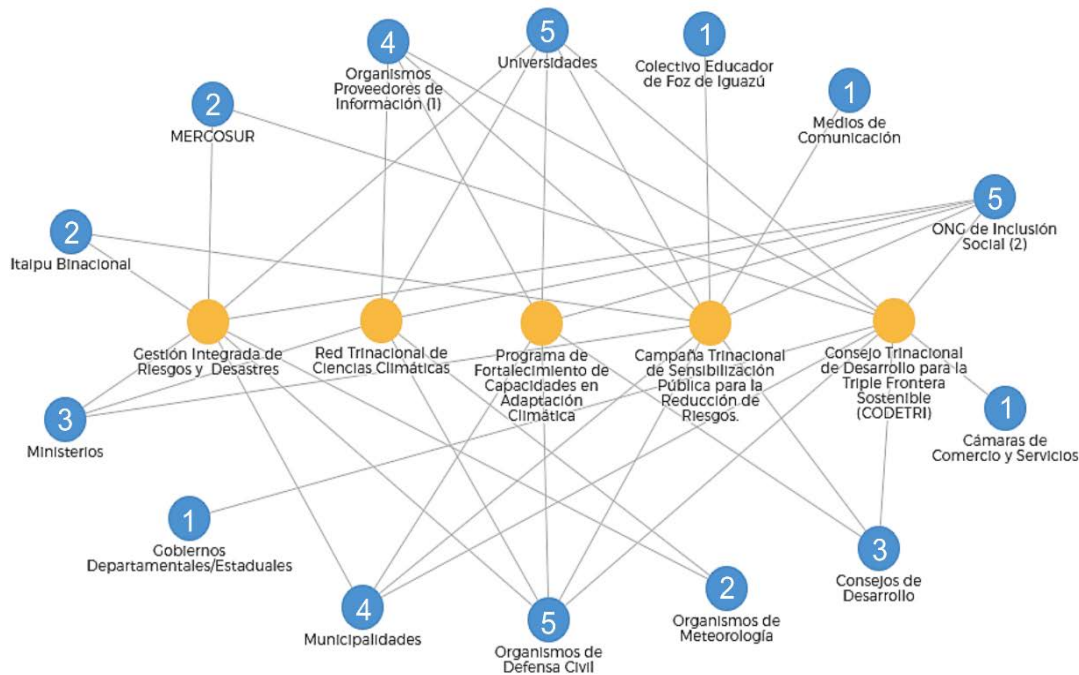 4
Organismos
Proveedores de
Información (1)
5
Universidades
1
Colectivo Educador
de Foz de Iguazú
1
Medios de
Comunicación
2
MERCOSUR
5
ONG de Inclusión
Social (2)
2
Itaipu Binacional
Gestión Integrada de
Riesgos y Desastres
Red Trinacional de
Ciencias Climáticas
Programa de
Fortalecimiento de
Capacidades en
Adaptación
Climática
Campaña Trinacional
de Sensibilización
Pública para la
Reducción de
Riesgos.
Consejo Trinacional
de Desarrollo para la
Triple Frontera
Sostenible
(CODETRI)
3
Ministerios
1
Cámaras de
Comercio y Servicios
1
Gobiernos
Departamentales/Estaduales
4
Municipalidades
5
Organismos de
Defensa Civil
2
Organismos de
Meteorología
3
Consejos de
Desarrollo